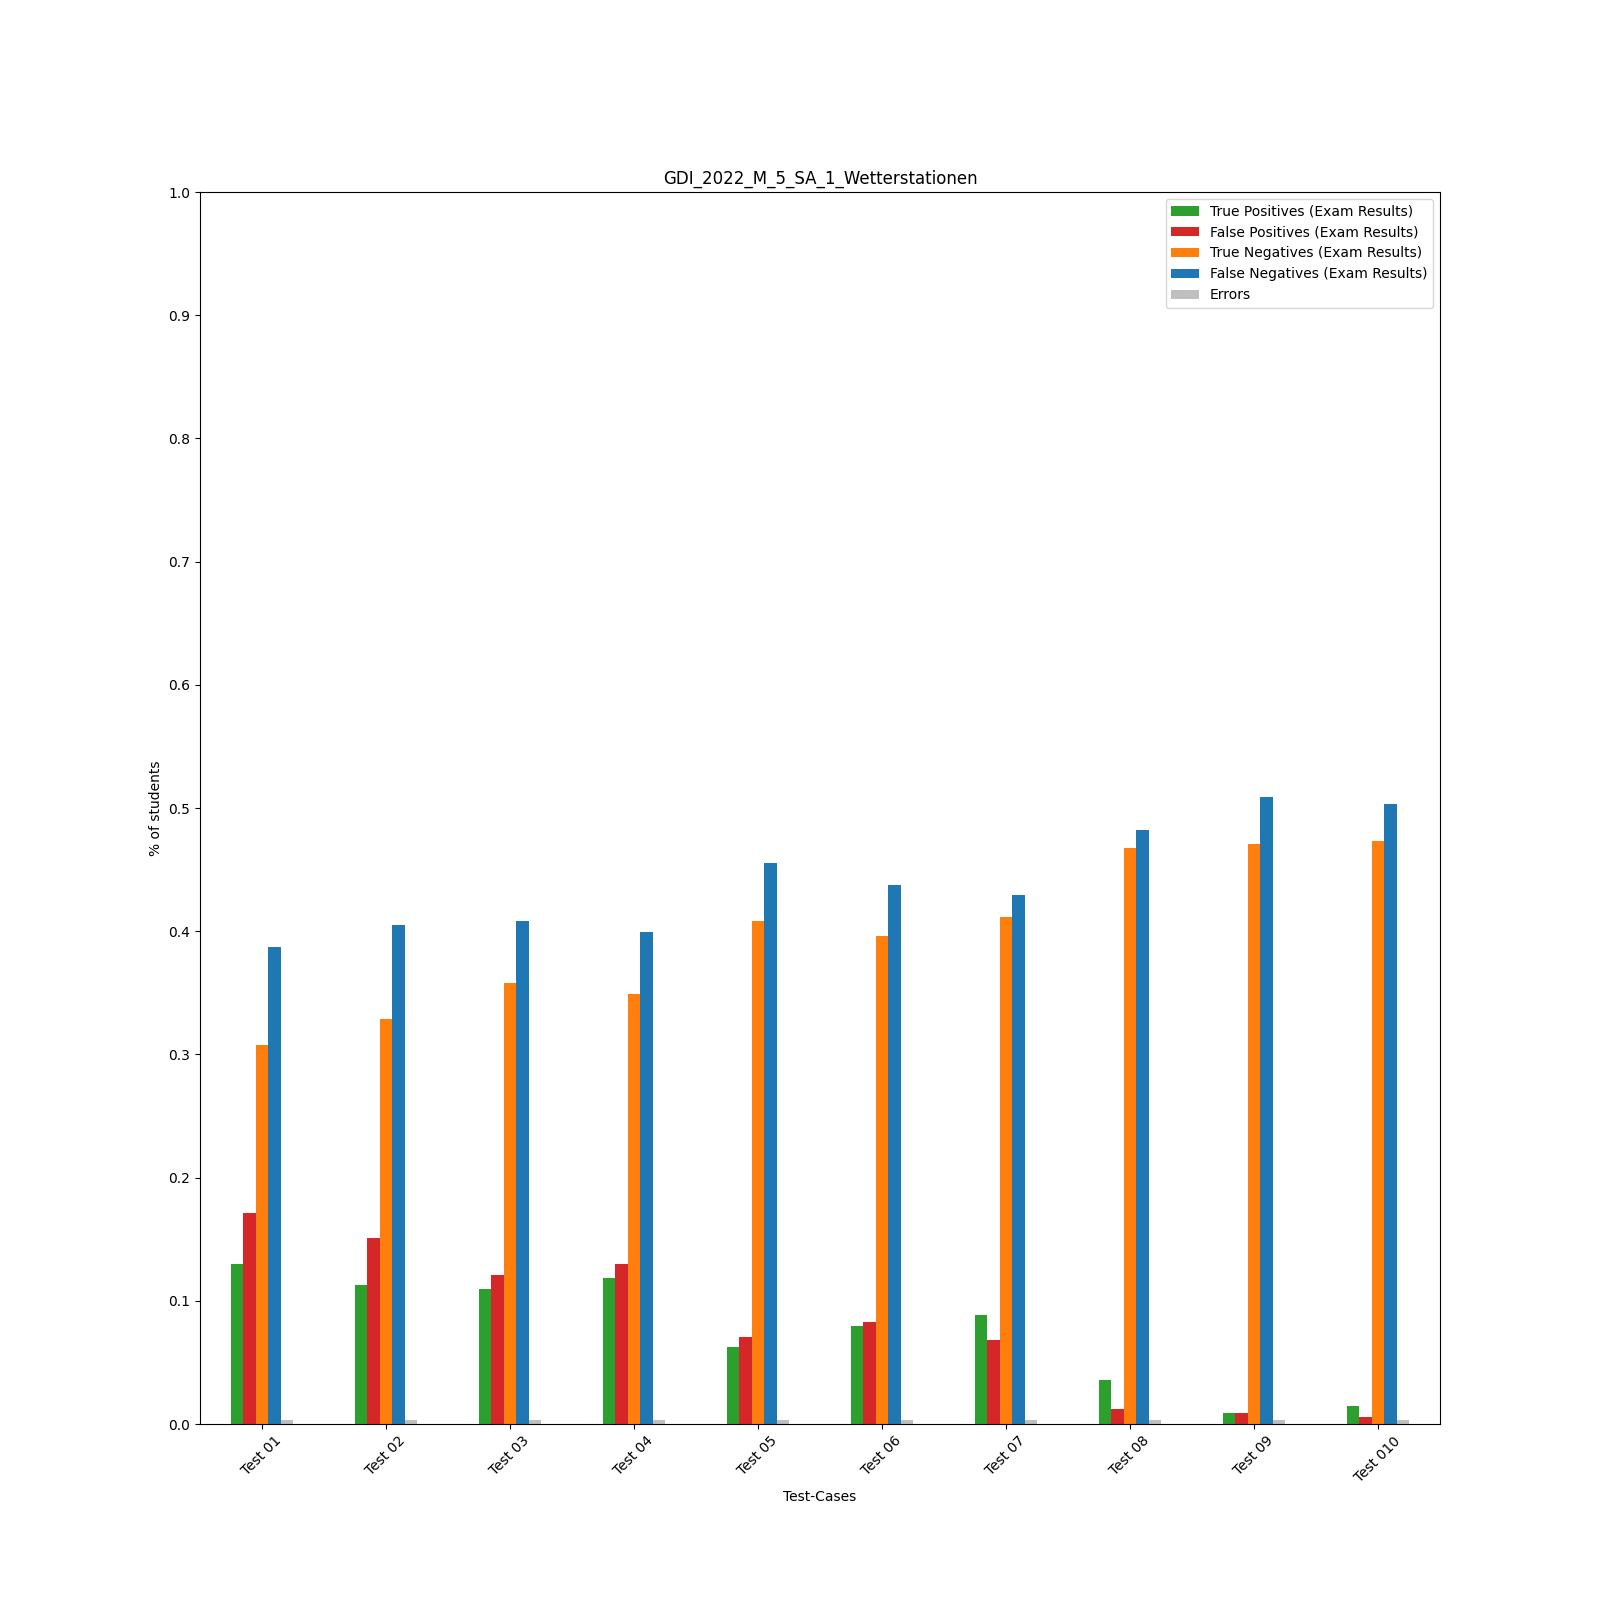 GDI_2022_M_5_SA_1_Wetterstationen
True Positives (Exam Results)
False Positives (Exam Results)
True Negatives (Exam Results)
False Negatives (Exam Results)
Errors
1.0
0.9
0.8
0.7
0.6
0.5
0.4
0.3
0.2
0.1
0.0
% of students
Test 01
Test 02
Test 03
Test 04
Test 05
Test 06
Test 07
Test 08
Test 09
Test 010
Test-Cases